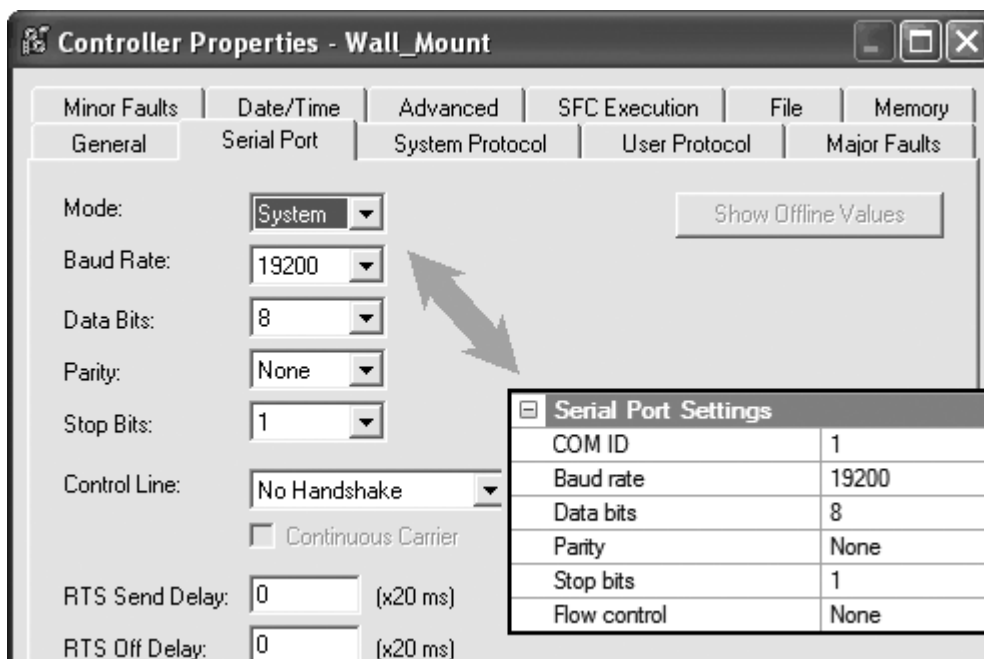 Controller Properties - Wall_Mount
Minor Faults Date/Time Advanced SFC Execution File Memory
General Serial Port System Protocol User Protocol Major Faults
Mode: System Show Offline Values
Baud Rate: 19200
Data Bits: 8
Parity: None
Stop Bits: 1
Control Line: No Handshake
Continuous Carrier
RTS Send Delay: 0 (x20 ms)
RTS Off Delay: 0 (x20 ms)
Serial Port Settings
COM ID 1
Baud rate 19200
Data bits 8
Parity None
Stop bits 1
Flow control None